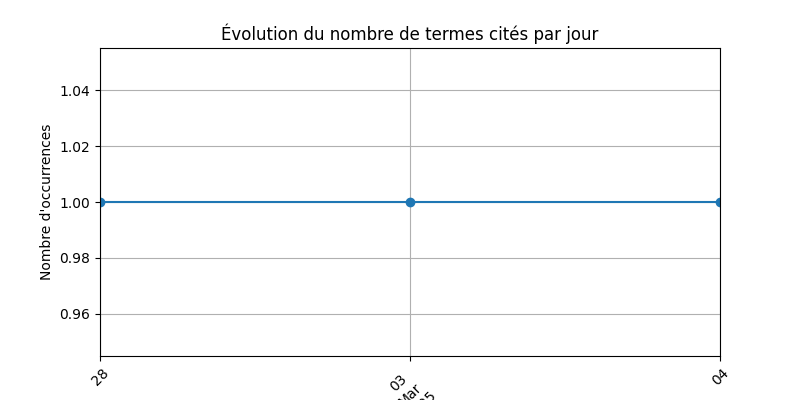 Évolution du nombre de termes cités par jour
Nombre d'occurrences
1.04
1.02
1.00
0.98
0.96
28
03
Mar
04